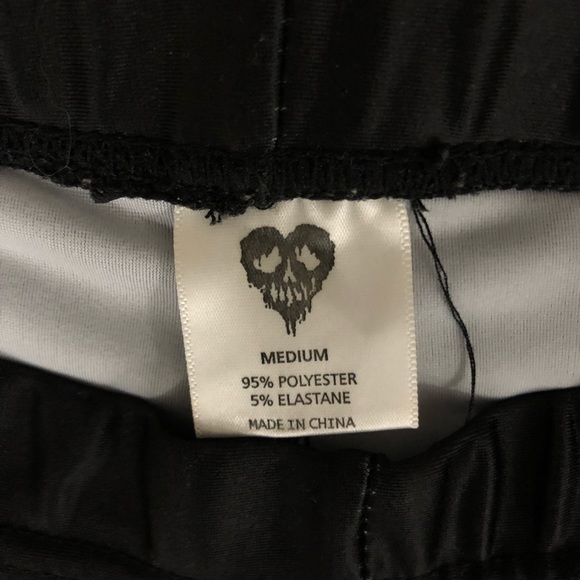 MEDIUM
95% POLYESTER
5% ELASTANE
MADE IN CHINA